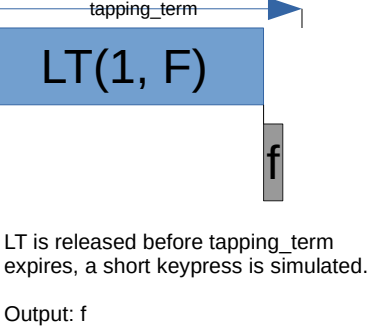 tapping_term
LT(1, F)
f
LT is released before tapping_term
expires, a short keypress is simulated.
Output: f